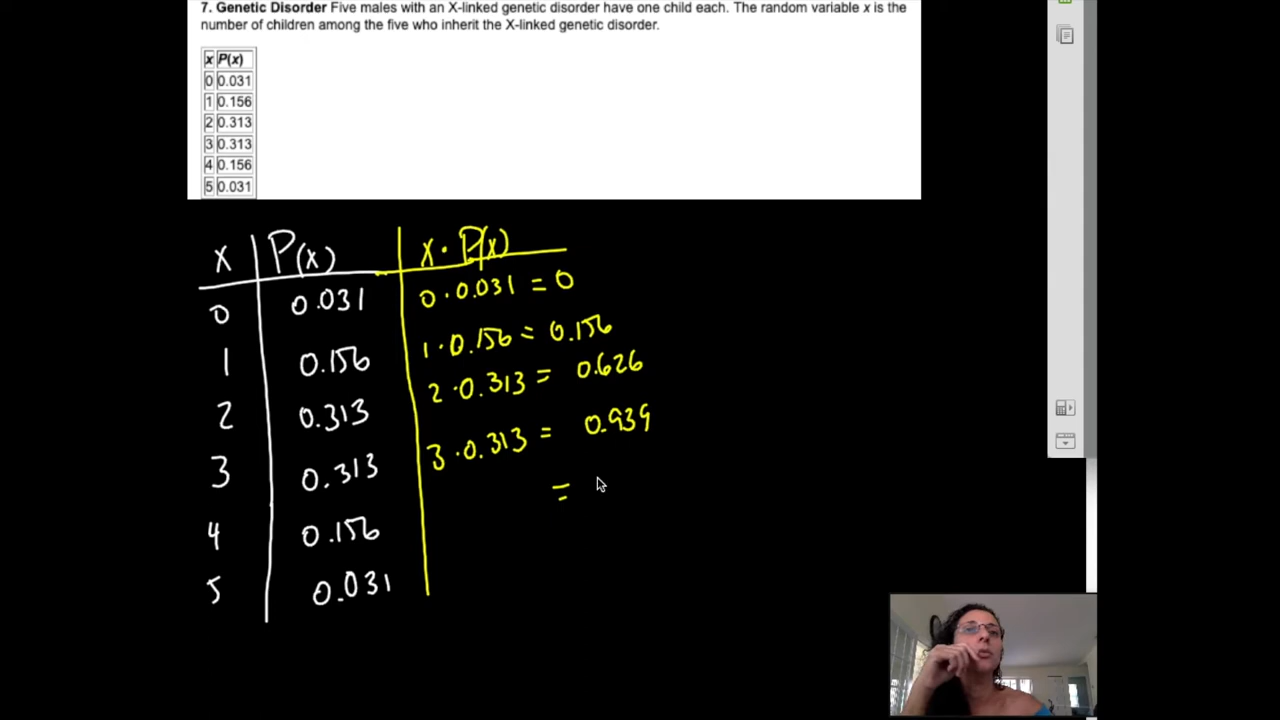 7. Genetic Disorder Five males with an X-linked genetic disorder have one child each. The random variable x is the
number of children among the five who inherit the X-linked genetic disorder.
x P(x)
0 0.031
1 0.156
2 0.313
3 0.313
4 0.156
5 0.031
x P(x) x · P(x)
0 0.031 0 · 0.031 = 0
1 0.156 1 · 0.156 = 0.156
2 0.313 2 · 0.313 = 0.626
3 0.313 3 · 0.313 = 0.939
4 0.156 =
5 0.031